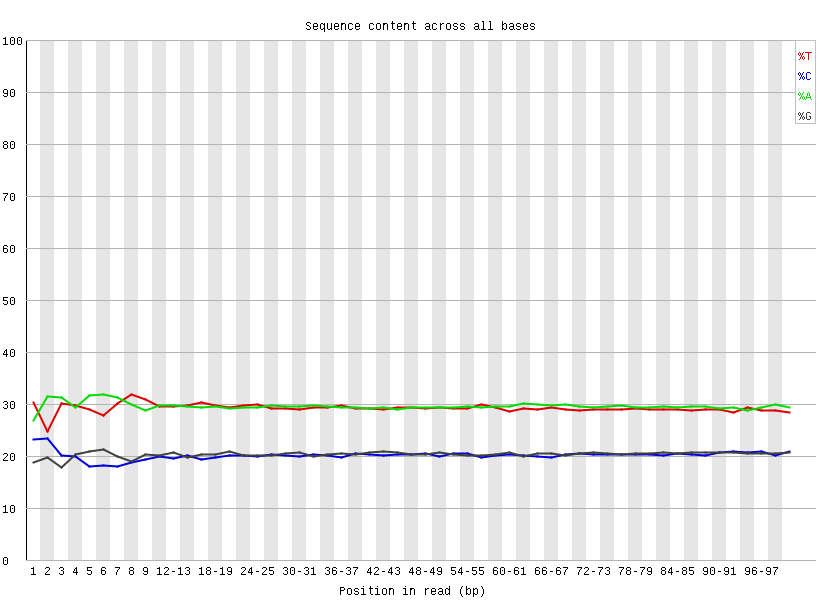 Sequence content across all bases
100
90
80
70
60
50
40
30
20
10
0
%T
%C
%A
%G
1 2 3 4 5 6 7 8 9 12-13 18-19 24-25 30-31 36-37 42-43 48-49 54-55 60-61 66-67 72-73 78-79 84-85 90-91 96-97
Position in read (bp)